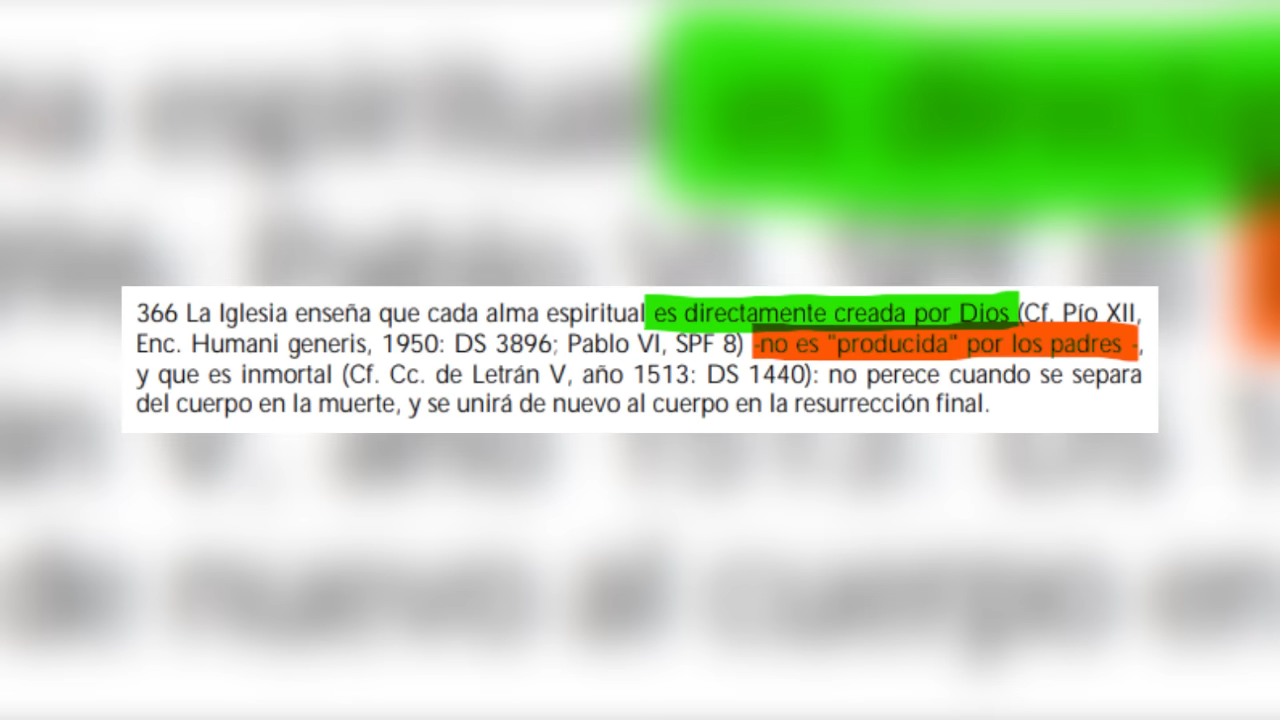 366 La Iglesia enseña que cada alma espiritual es directamente creada por Dios (Cf. Pío XII,
Enc. Humani generis, 1950: DS 3896; Pablo VI, SPF 8) -no es "producida" por los padres -,
y que es inmortal (Cf. Cc. de Letrán V, año 1513: DS 1440): no perece cuando se separa
del cuerpo en la muerte, y se unirá de nuevo al cuerpo en la resurrección final.